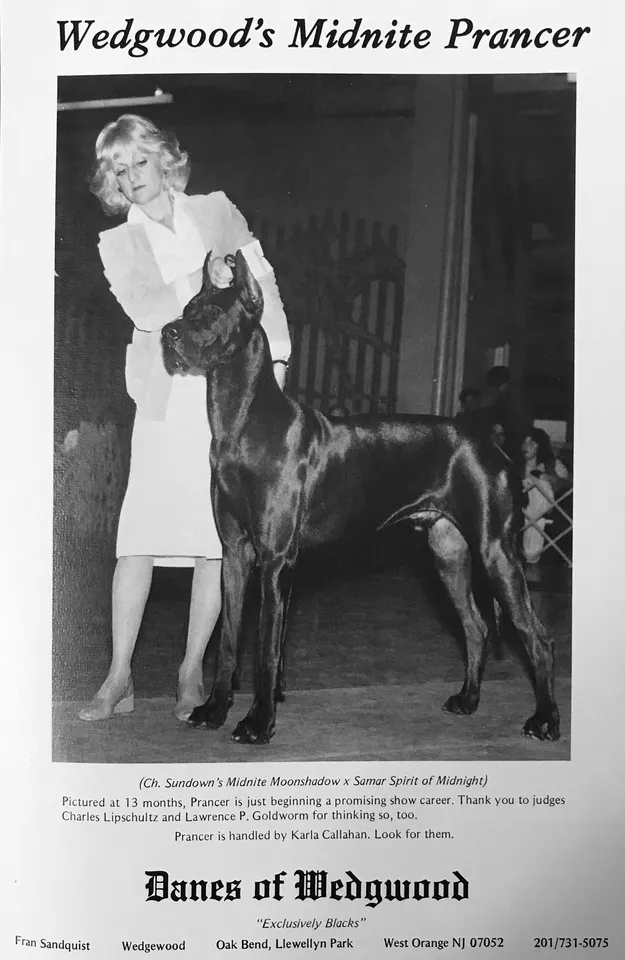 Wedgwood's Midnite Prancer
(Ch. Sundown's Midnite Moonshadow x Samar Spirit of Midnight)
Pictured at 13 months, Prancer is just beginning a promising show career. Thank you to judges
Charles Lipschultz and Lawrence P. Goldworm for thinking so, too.
Prancer is handled by Karla Callahan. Look for them.
Danes of Wedgwood
"Exclusively Blacks"
Fran Sandquist Wedgewood Oak Bend, Llewellyn Park West Orange NJ 07052 201/731-5075